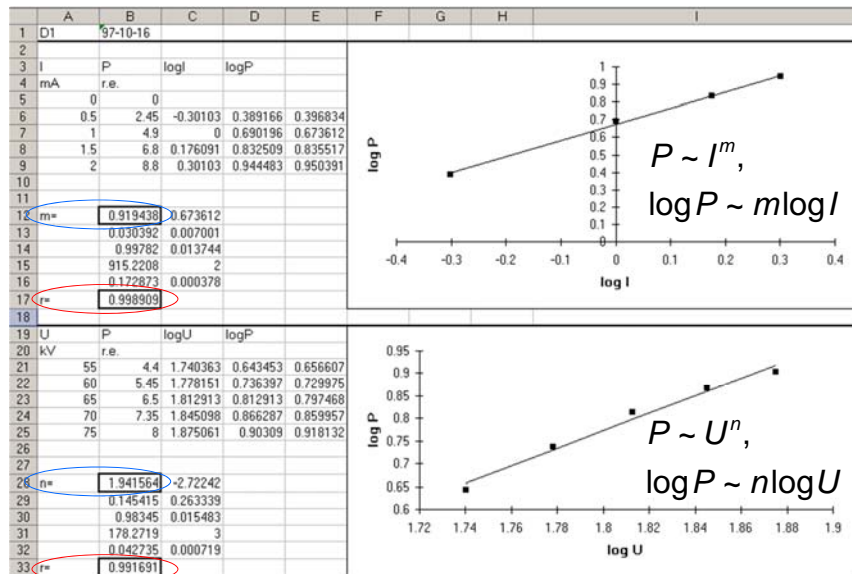 A B C D E F G H I
1 D1 97-10-16
2
3 I P logI logP
4 mA r.e.
5 0 0
6 0.5 2.45 -0.30103 0.389166 0.396834
7 1 4.9 0 0.690196 0.673612
8 1.5 6.8 0.176091 0.832509 0.835517
9 2 8.8 0.30103 0.944483 0.950391
10
11
12 m= 0.919438 0.673612
13 0.030392 0.007001
14 0.99782 0.013744
15 915.2208 2
16 0.172873 0.000378
17 r= 0.998909
18
1
0.9
0.8
0.7
0.6
0.5
0.4
0.3
0.2
0.1
0
log P
-0.4 -0.3 -0.2 -0.1 0 0.1 0.2 0.3 0.4
log I
P ~ I^m,
logP ~ mlogI
19 U P logU logP
20 kV r.e.
21 55 4.4 1.740363 0.643453 0.656607
22 60 5.45 1.778151 0.736397 0.729975
23 65 6.5 1.812913 0.812913 0.797468
24 70 7.35 1.845098 0.866287 0.859957
25 75 8 1.875061 0.90309 0.918132
26
27
28 n= 1.941564 -2.72242
29 0.145415 0.263339
30 0.98345 0.015483
31 178.2719 3
32 0.042735 0.000719
33 r= 0.991691
0.95
0.9
0.85
0.8
0.75
0.7
0.65
0.6
log P
1.72 1.74 1.76 1.78 1.8 1.82 1.84 1.86 1.88 1.9
log U
P ~ U^n,
logP ~ nlogU